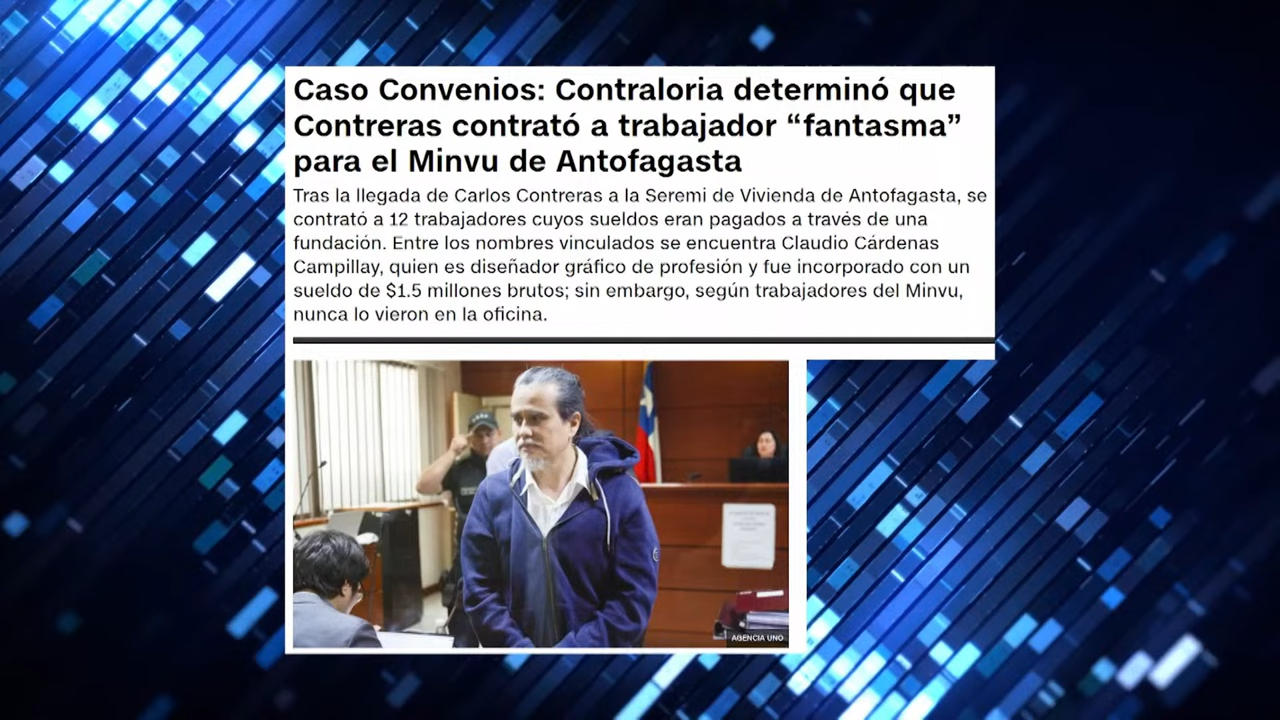 Caso Convenios: Contraloria determinó que
Contreras contrató a trabajador “fantasma”
para el Minvu de Antofagasta
Tras la llegada de Carlos Contreras a la Seremi de Vivienda de Antofagasta, se
contrató a 12 trabajadores cuyos sueldos eran pagados a través de una
fundación. Entre los nombres vinculados se encuentra Claudio Cárdenas
Campillay, quien es diseñador gráfico de profesión y fue incorporado con un
sueldo de $1.5 millones brutos; sin embargo, según trabajadores del Minvu,
nunca lo vieron en la oficina.
AGENCIA UNO